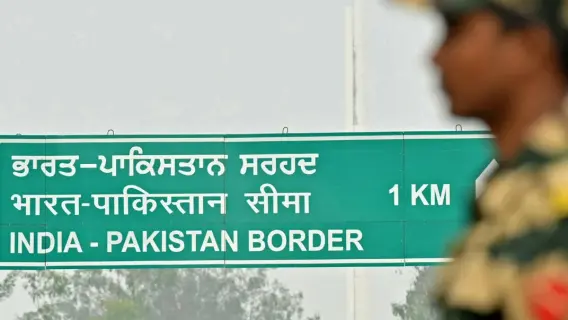 ਭਾਰਤ–ਪਾਕਿਸਤਾਨ ਸਰਹਦ
भारत-पाकिस्तान सीमा
1 KM
INDIA - PAKISTAN BORDER